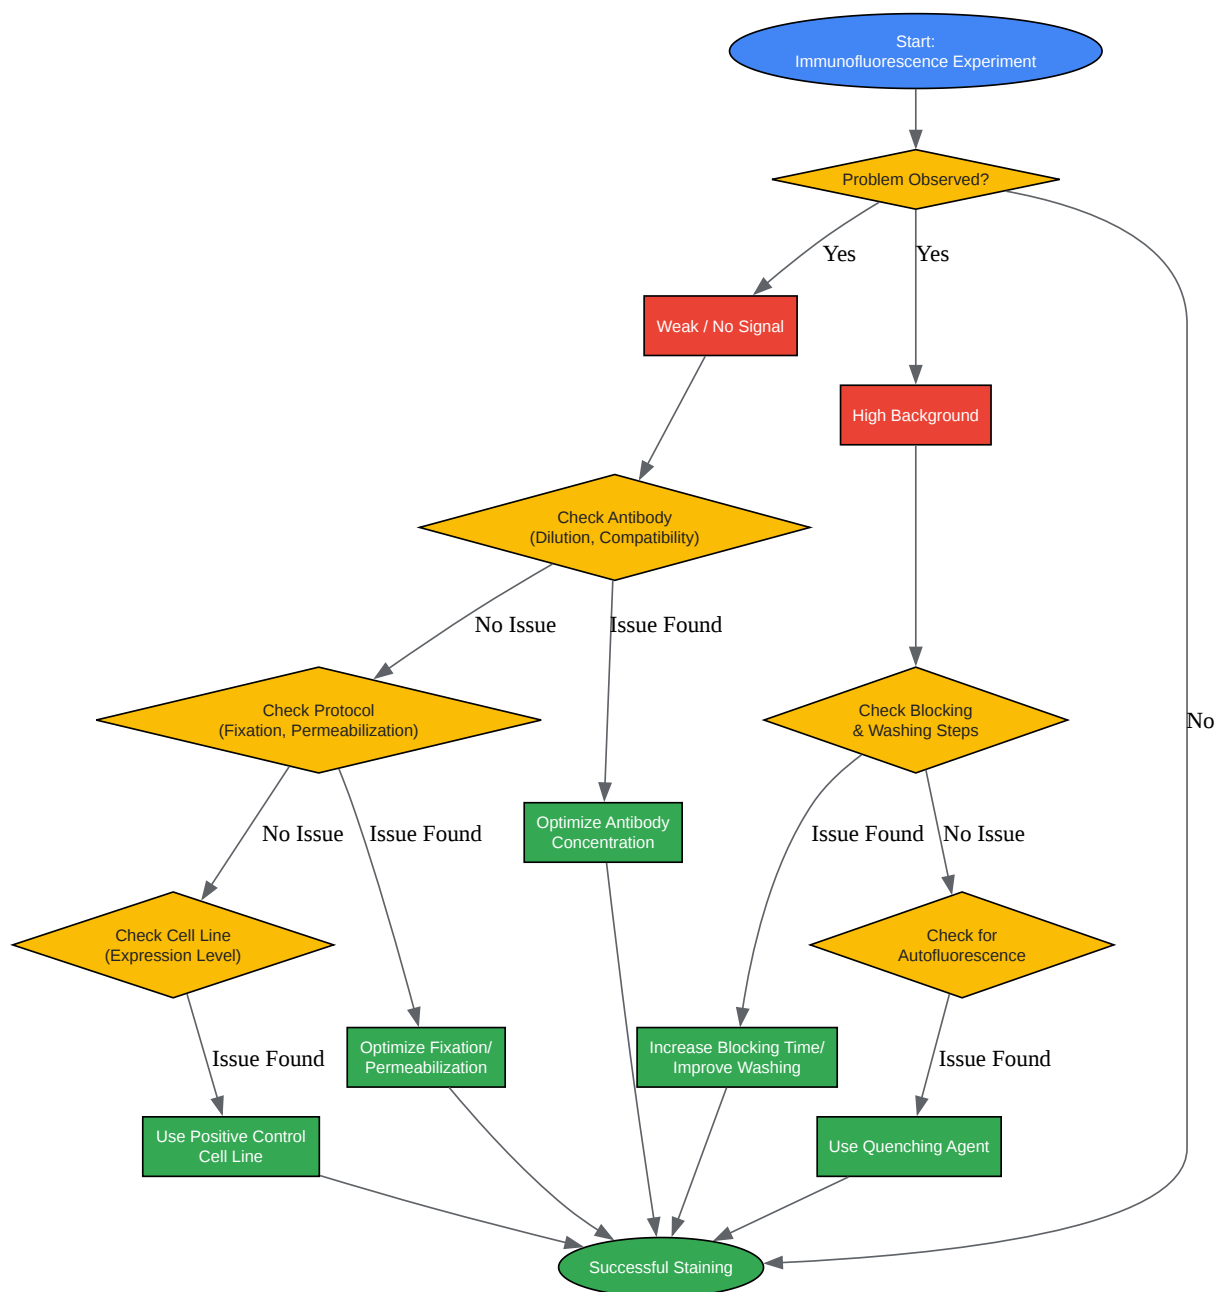 Start:
Immunofluorescence Experiment
Problem Observed?
Yes
Yes
Weak / No Signal
High Background
Check Antibody
(Dilution, Compatibility)
No Issue
Issue Found
Check Protocol
(Fixation, Permeabilization)
Check Blocking
& Washing Steps
No
Optimize Antibody
Concentration
No Issue
Issue Found
Issue Found
No Issue
Check Cell Line
(Expression Level)
Check for
Autofluorescence
Optimize Fixation/
Permeabilization
Increase Blocking Time/
Improve Washing
Issue Found
Issue Found
Use Positive Control
Cell Line
Use Quenching Agent
Successful Staining